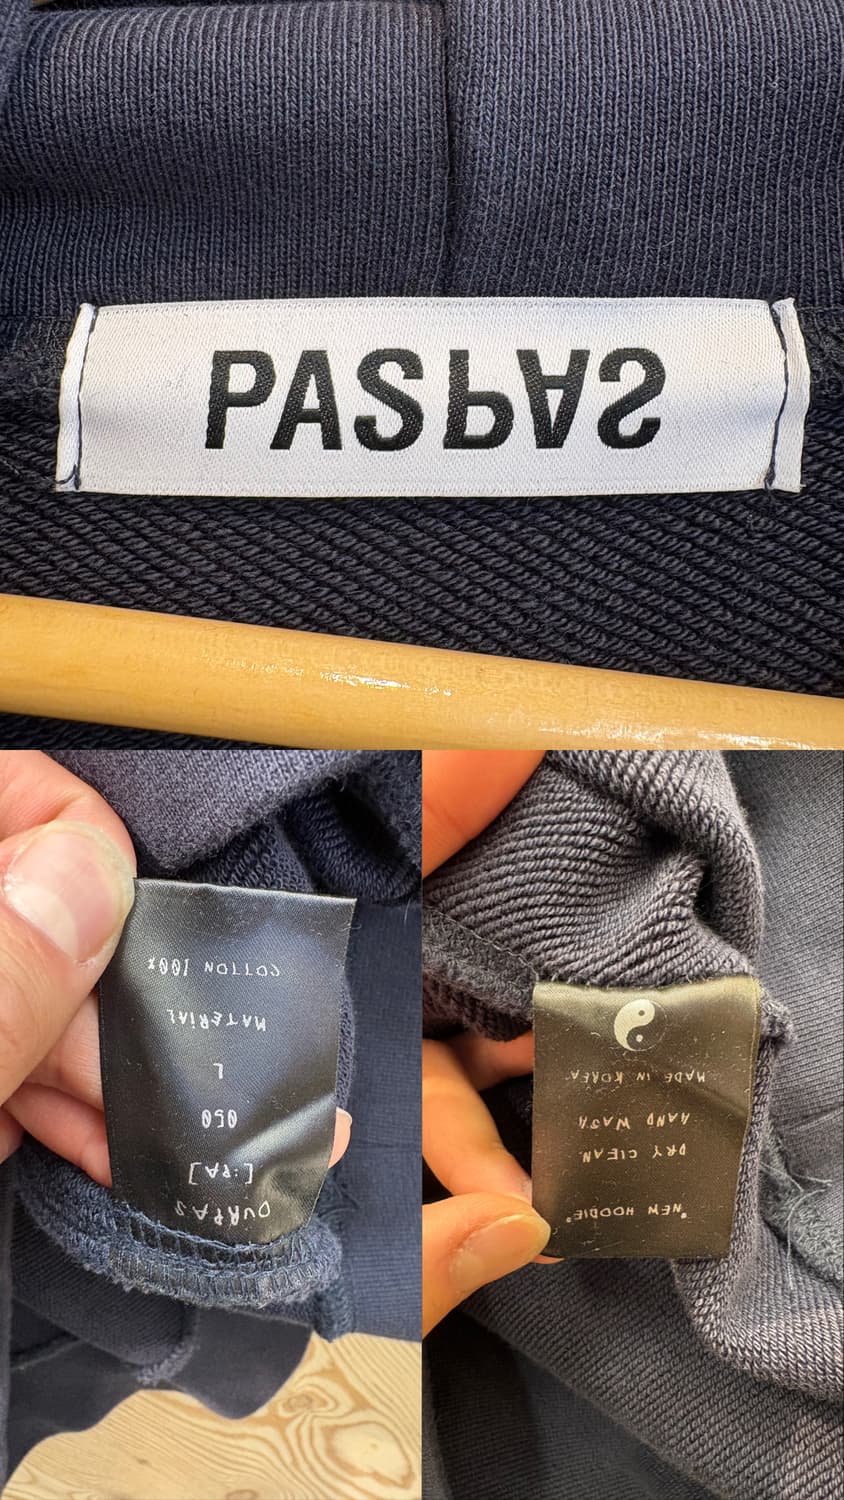 PASPAS
OURPAS
[:PA]
050
L
MATERIAL
COTTON 100%
"NEW HOODIE"
DRY CLEAN
HAND WASH
MADE IN KOREA